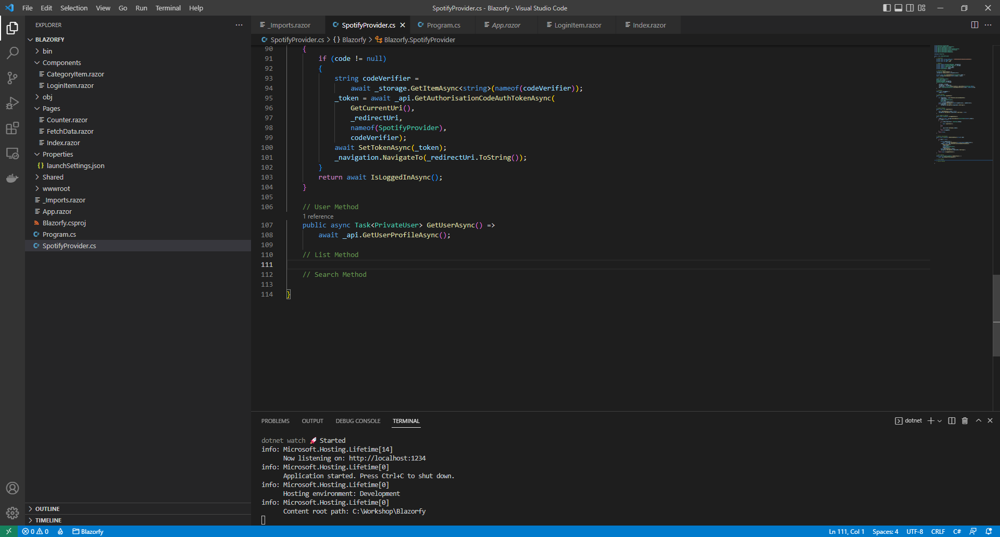 File Edit Selection View Go Run Terminal Help
SpotifyProvider.cs - Blazorfy - Visual Studio Code
EXPLORER
BLAZORFY
bin
Components
CategoryItem.razor
LoginItem.razor
obj
Pages
Counter.razor
FetchData.razor
Index.razor
Properties
{} launchSettings.json
Shared
wwwroot
_Imports.razor
App.razor
Blazorfy.csproj
C# Program.cs
C# SpotifyProvider.cs
OUTLINE
TIMELINE
_Imports.razor C# SpotifyProvider.cs C# Program.cs App.razor LoginItem.razor Index.razor
C# SpotifyProvider.cs > {} Blazorfy > Blazorfy.SpotifyProvider
90 {
91 if (code != null)
92 {
93 string codeVerifier =
94 await _storage.GetItemAsync<string>(nameof(codeVerifier));
95 _token = await _api.GetAuthorisationCodeAuthTokenAsync(
96 GetCurrentUri(),
97 _redirectUri,
98 nameof(SpotifyProvider),
99 codeVerifier);
100 await SetTokenAsync(_token);
101 _navigation.NavigateTo(_redirectUri.ToString());
102 }
103 return await IsLoggedInAsync();
104 }
105
106 // User Method
1 reference
107 public async Task<PrivateUser> GetUserAsync() =>
108 await _api.GetUserProfileAsync();
109
110 // List Method
111
112 // Search Method
113
114 }
PROBLEMS OUTPUT DEBUG CONSOLE TERMINAL
dotnet
dotnet watch 🚀 Started
info: Microsoft.Hosting.Lifetime[14]
Now listening on: http://localhost:1234
info: Microsoft.Hosting.Lifetime[0]
Application started. Press Ctrl+C to shut down.
info: Microsoft.Hosting.Lifetime[0]
Hosting environment: Development
info: Microsoft.Hosting.Lifetime[0]
Content root path: C:\Workshop\Blazorfy
0 0 Blazorfy
Ln 111, Col 1 Spaces: 4 UTF-8 CRLF C#